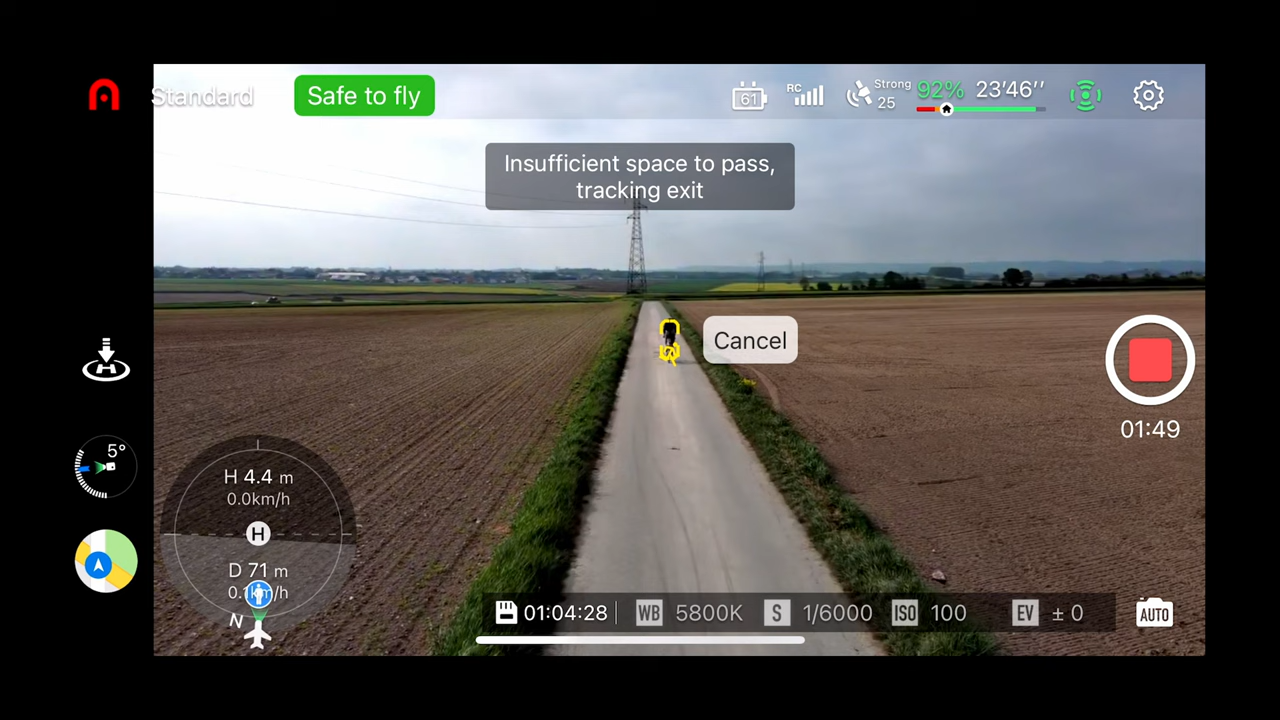 Standard
Safe to fly
61
RC
Strong
25
92%
23'46''
Insufficient space to pass,
tracking exit
Cancel
01:49
5°
H 4.4 m
0.0km/h
H
D 71 m
N
01:04:28
WB 5800K
S 1/6000
ISO 100
EV ± 0
AUTO